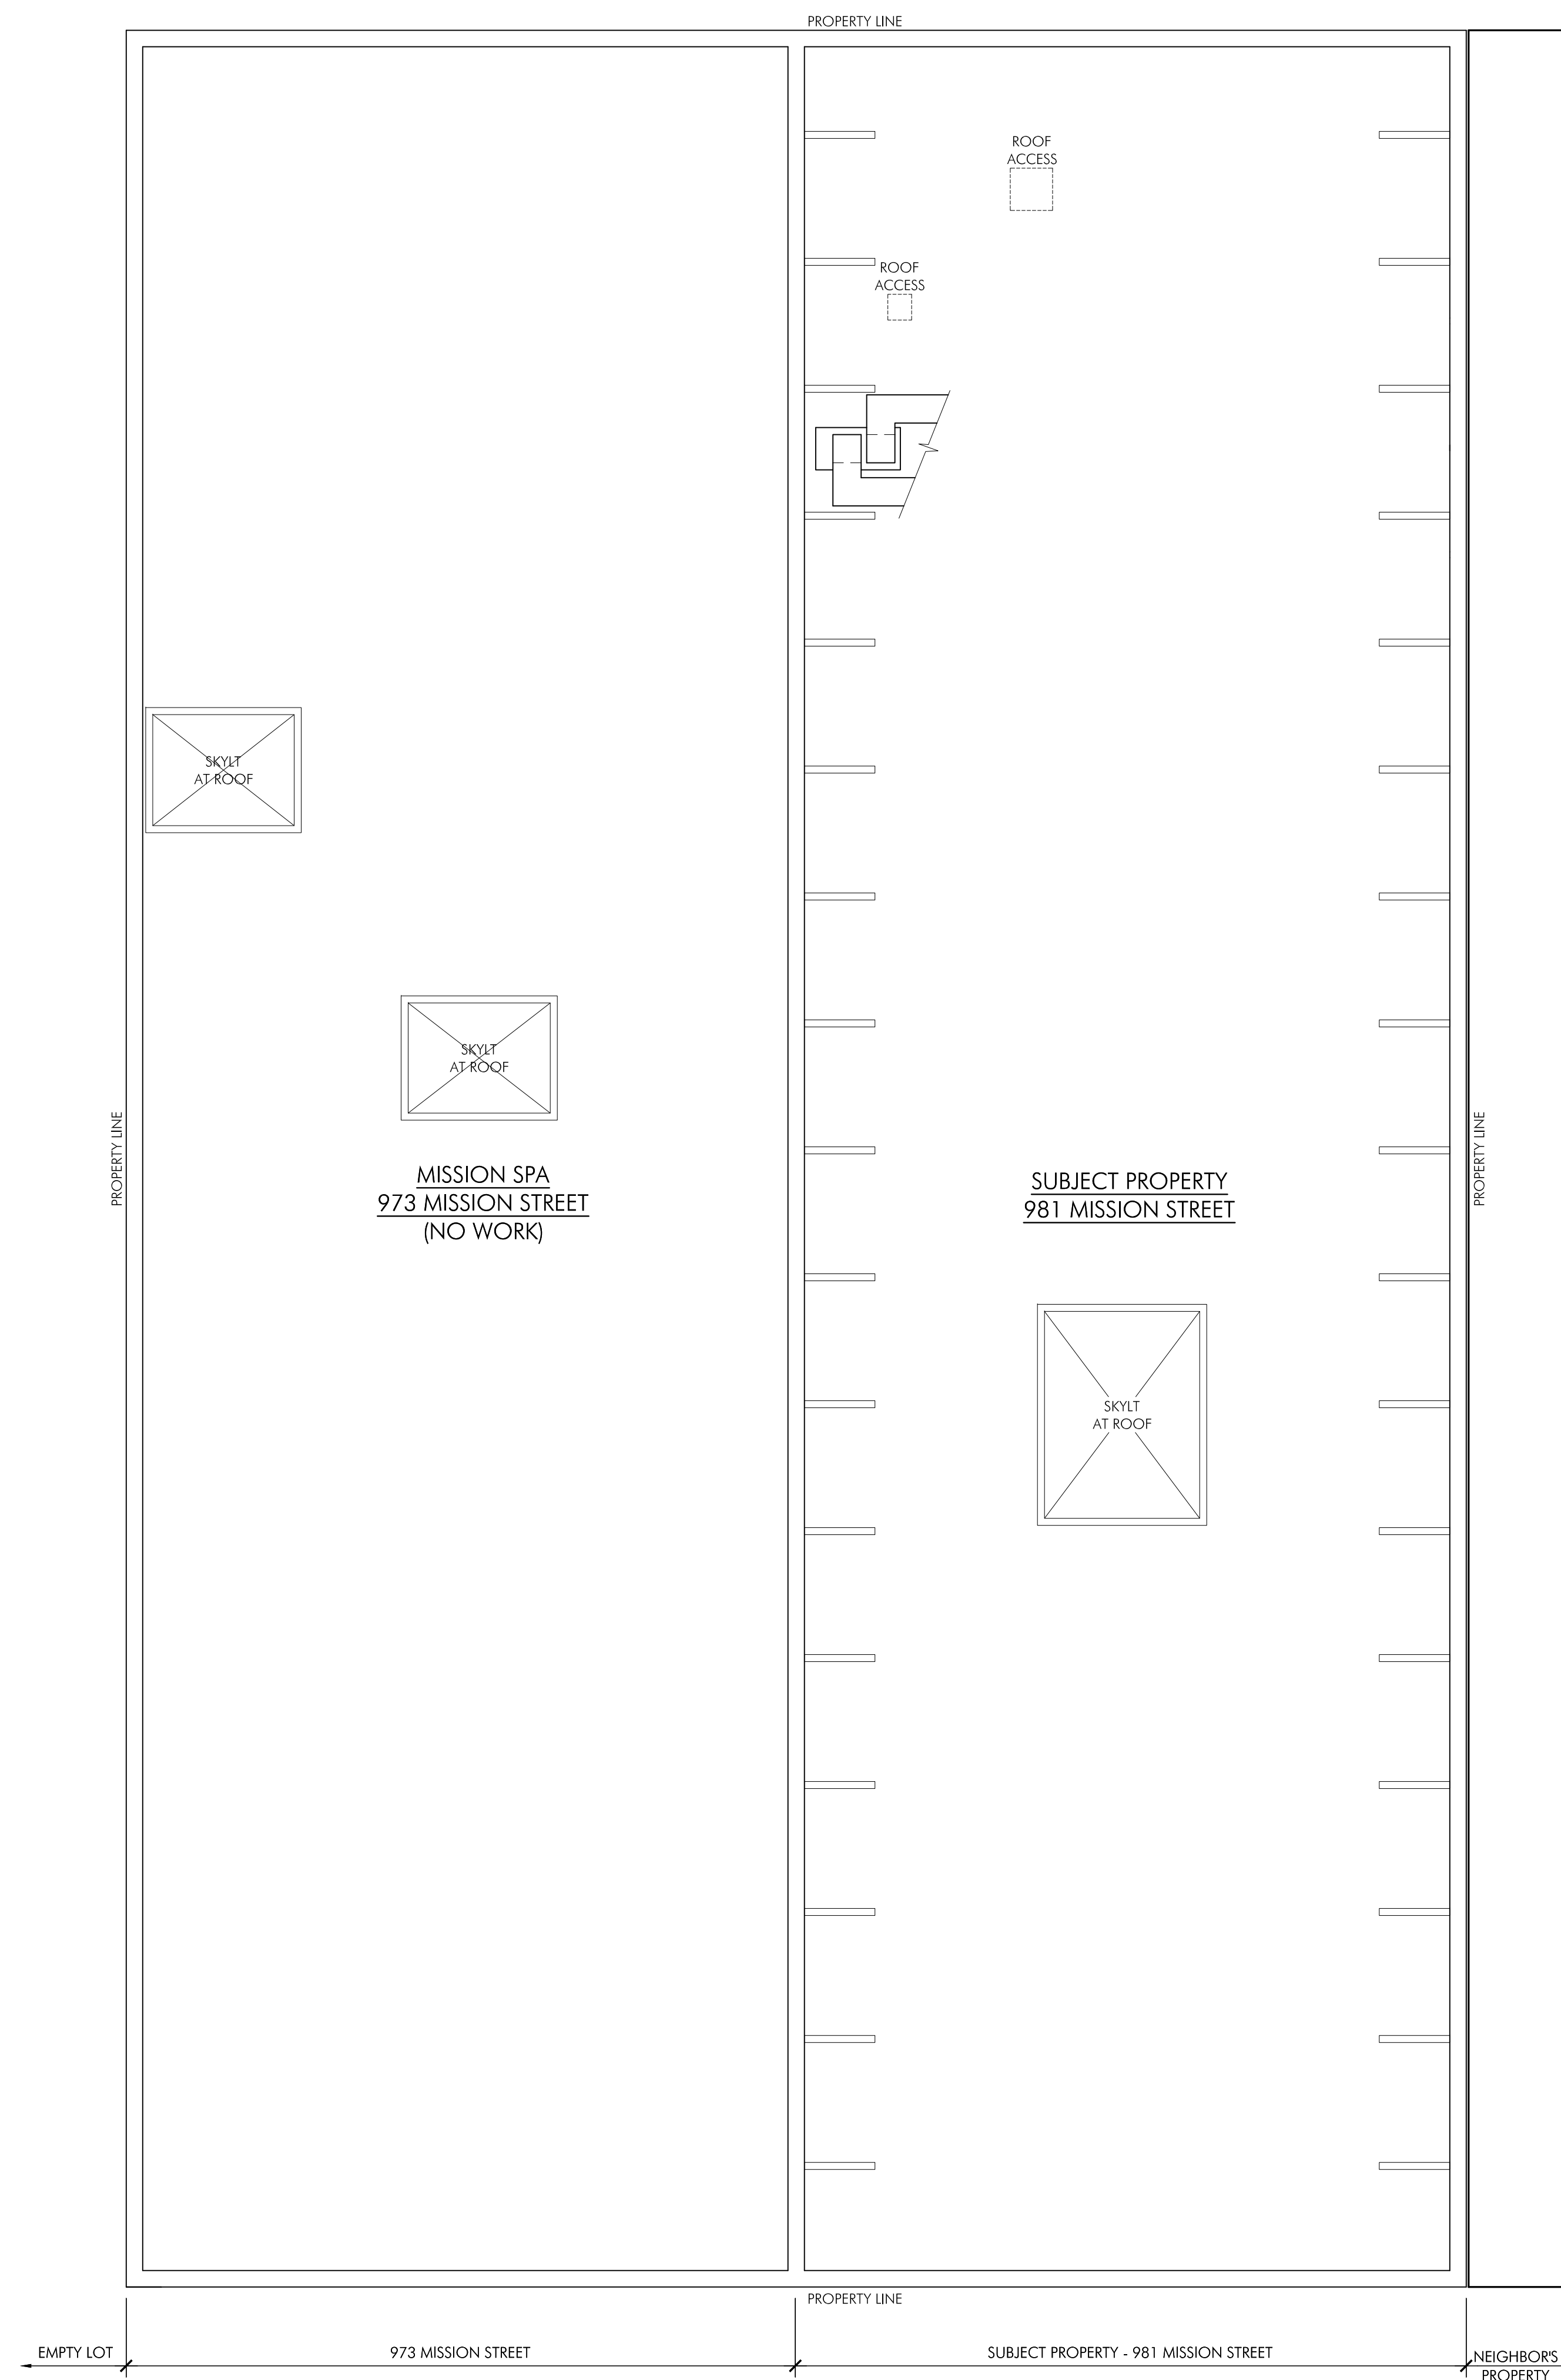 PROPERTY LINE
ROOF
ACCESS
ROOF
ACCESS
SKYLT
AT ROOF
SKYLT
AT ROOF
PROPERTY LINE
PROPERTY LINE
MISSION SPA
973 MISSION STREET
(NO WORK)
SUBJECT PROPERTY
981 MISSION STREET
SKYLT
AT ROOF
PROPERTY LINE
EMPTY LOT
973 MISSION STREET
SUBJECT PROPERTY - 981 MISSION STREET
NEIGHBOR'S
PROPERTY